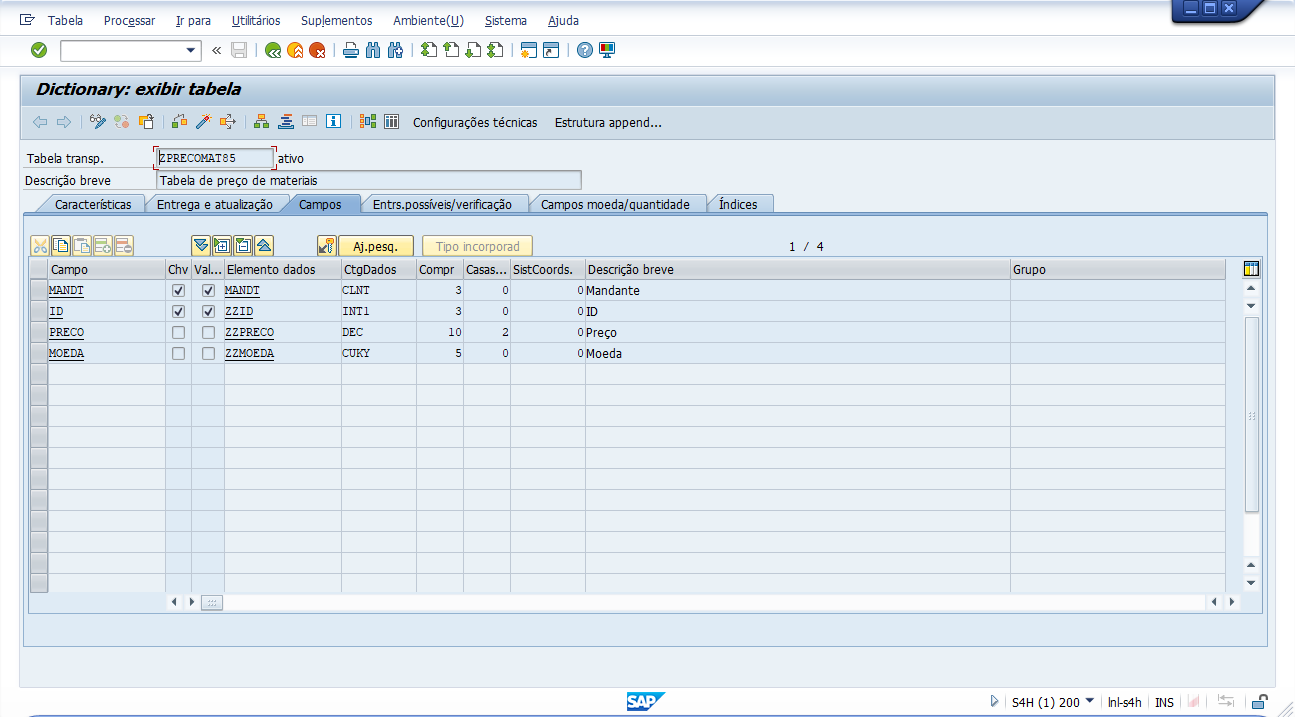 Tabela Processar Ir para Utilitários Suplementos Ambiente(U) Sistema Ajuda
Dictionary: exibir tabela
Configurações técnicas Estrutura append...
Tabela transp. ZPRECOMAT85 ativo
Descrição breve Tabela de preço de materiais
Características Entrega e atualização Campos Entrs.possíveis/verificação Campos moeda/quantidade Índices
Aj.pesq. Tipo incorporad 1 / 4
Campo Chv Val... Elemento dados CtgDados Compr Casas... SistCoords. Descrição breve Grupo
MANDT MANDT CLNT 3 0 0 Mandante
ID ZZID INT1 3 0 0 ID
PRECO ZZPRECO DEC 10 2 0 Preço
MOEDA ZZMOEDA CUKY 5 0 0 Moeda
SAP S4H (1) 200 lnl-s4h INS